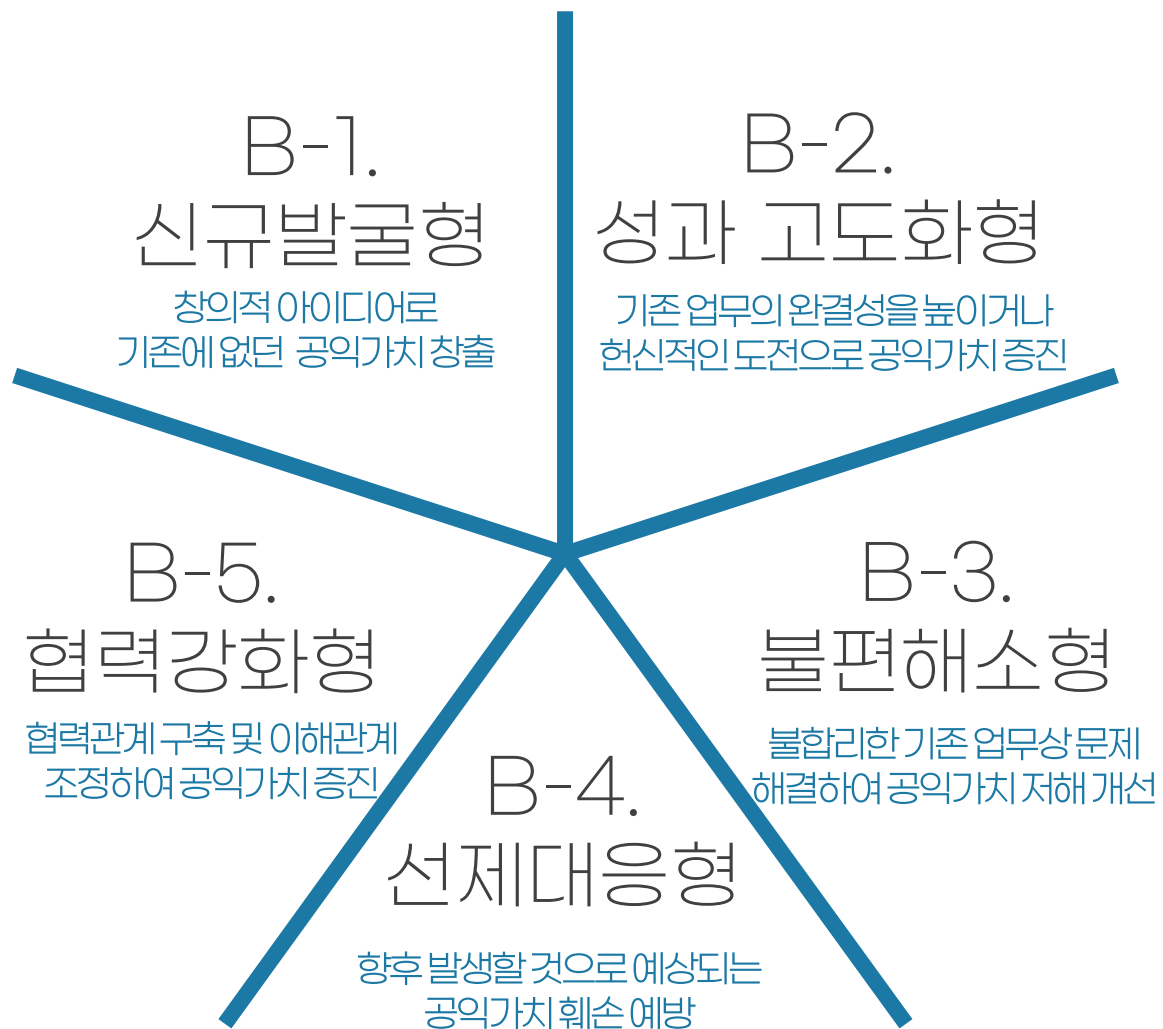 B-1.
신규발굴형
창의적 아이디어로
기존에 없던 공익가치 창출
B-2.
성과 고도화형
기존 업무의 완결성을 높이거나
헌신적인 도전으로 공익가치 증진
B-3.
불편해소형
불합리한 기존 업무상 문제
해결하여 공익가치 저해 개선
B-4.
선제대응형
향후 발생할 것으로 예상되는
공익가치 훼손 예방
B-5.
협력강화형
협력관계 구축 및 이해관계
조정하여 공익가치 증진